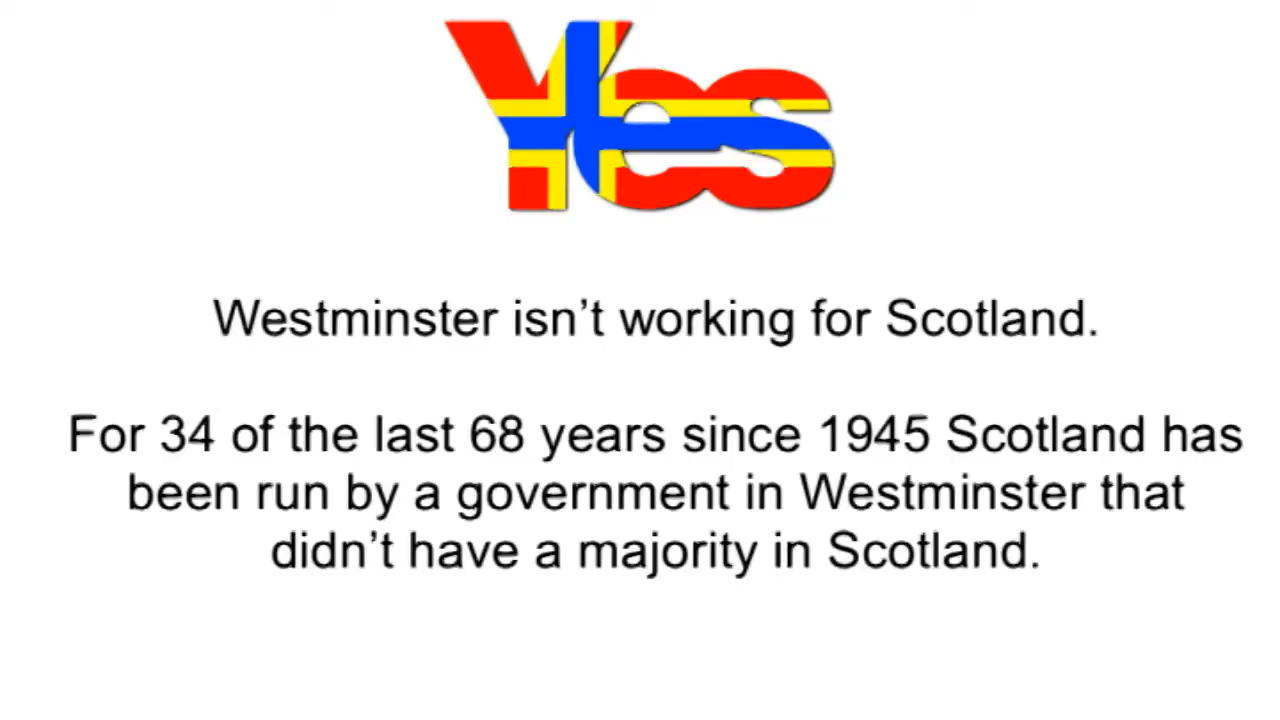 Yes
Westminster isn’t working for Scotland.
For 34 of the last 68 years since 1945 Scotland has
been run by a government in Westminster that
didn’t have a majority in Scotland.